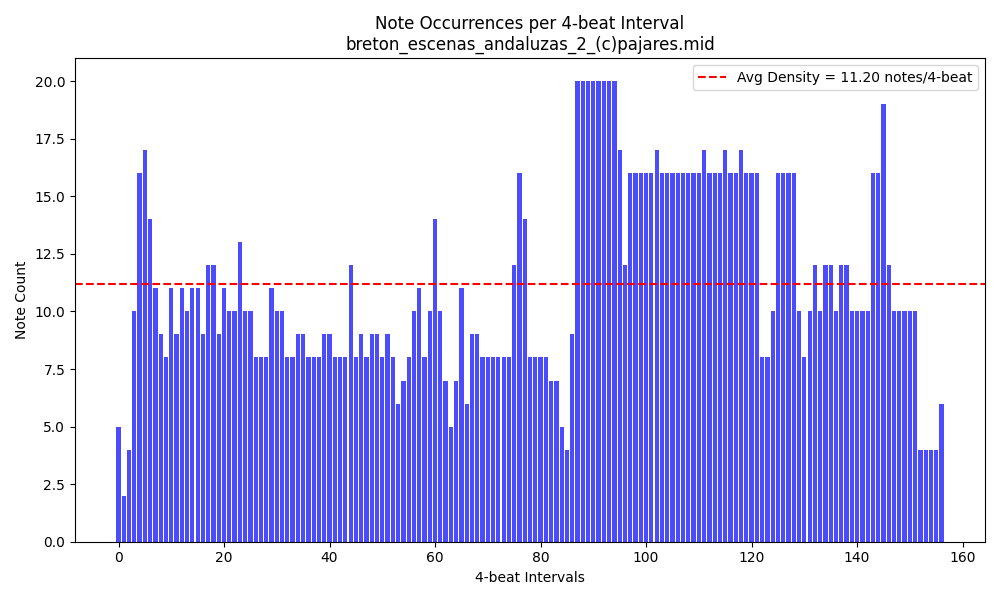 Note Occurrences per 4-beat Interval
breton_escenas_andaluzas_2_(c)pajares.mid
Avg Density = 11.20 notes/4-beat
Note Count
20.0
17.5
15.0
12.5
10.0
7.5
5.0
2.5
0.0
0 20 40 60 80 100 120 140 160
4-beat Intervals